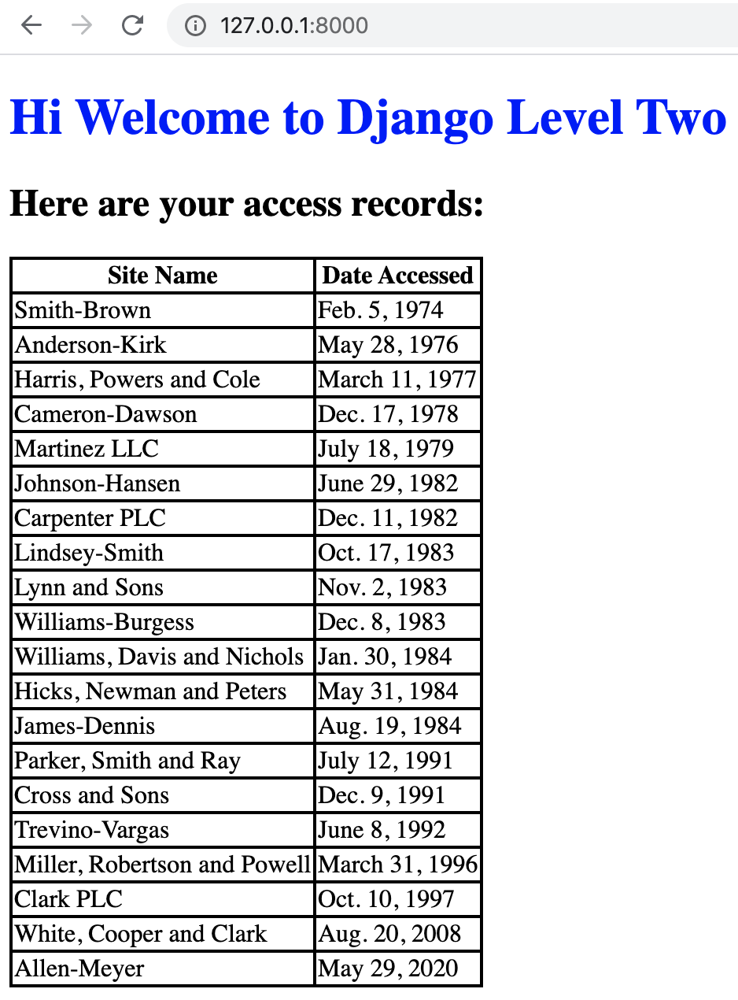 127.0.0.1:8000
Hi Welcome to Django Level Two
Here are your access records:
Site Name Date Accessed
Smith-Brown Feb. 5, 1974
Anderson-Kirk May 28, 1976
Harris, Powers and Cole March 11, 1977
Cameron-Dawson Dec. 17, 1978
Martinez LLC July 18, 1979
Johnson-Hansen June 29, 1982
Carpenter PLC Dec. 11, 1982
Lindsey-Smith Oct. 17, 1983
Lynn and Sons Nov. 2, 1983
Williams-Burgess Dec. 8, 1983
Williams, Davis and Nichols Jan. 30, 1984
Hicks, Newman and Peters May 31, 1984
James-Dennis Aug. 19, 1984
Parker, Smith and Ray July 12, 1991
Cross and Sons Dec. 9, 1991
Trevino-Vargas June 8, 1992
Miller, Robertson and Powell March 31, 1996
Clark PLC Oct. 10, 1997
White, Cooper and Clark Aug. 20, 2008
Allen-Meyer May 29, 2020